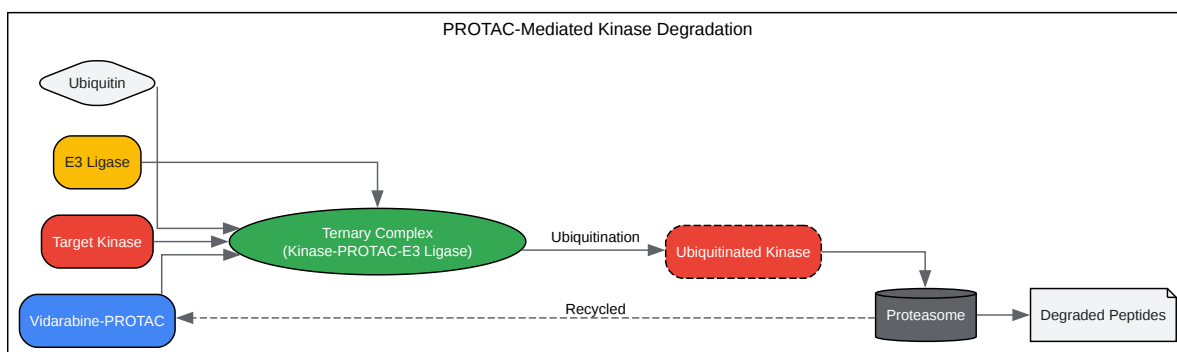 PROTAC-Mediated Kinase Degradation
Ubiquitin
E3 Ligase
Target Kinase
Vidarabine-PROTAC
Ternary Complex
(Kinase-PROTAC-E3 Ligase)
Ubiquitination
Ubiquitinated Kinase
Recycled
Proteasome
Degraded Peptides